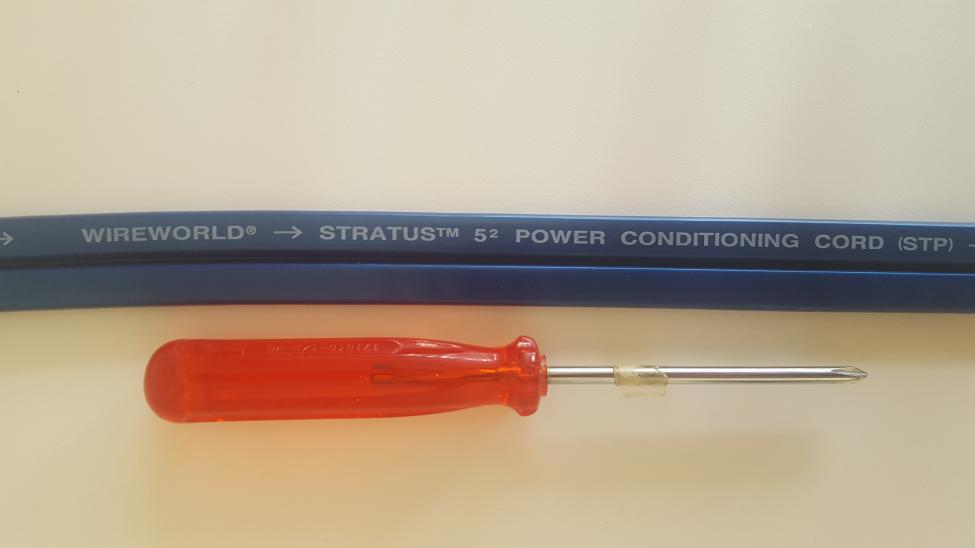 → WIREWORLD® → STRATUS™ 5² POWER CONDITIONING CORD (STP) →